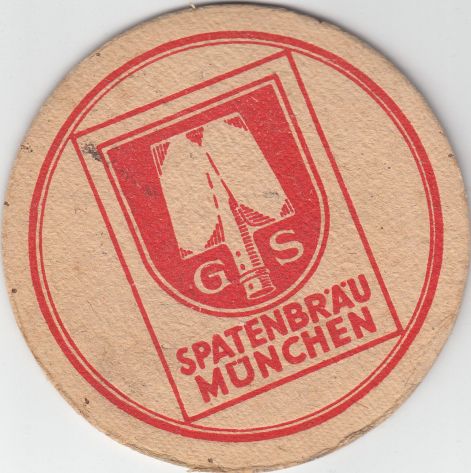 G S
SPATENBRÄU
MÜNCHEN